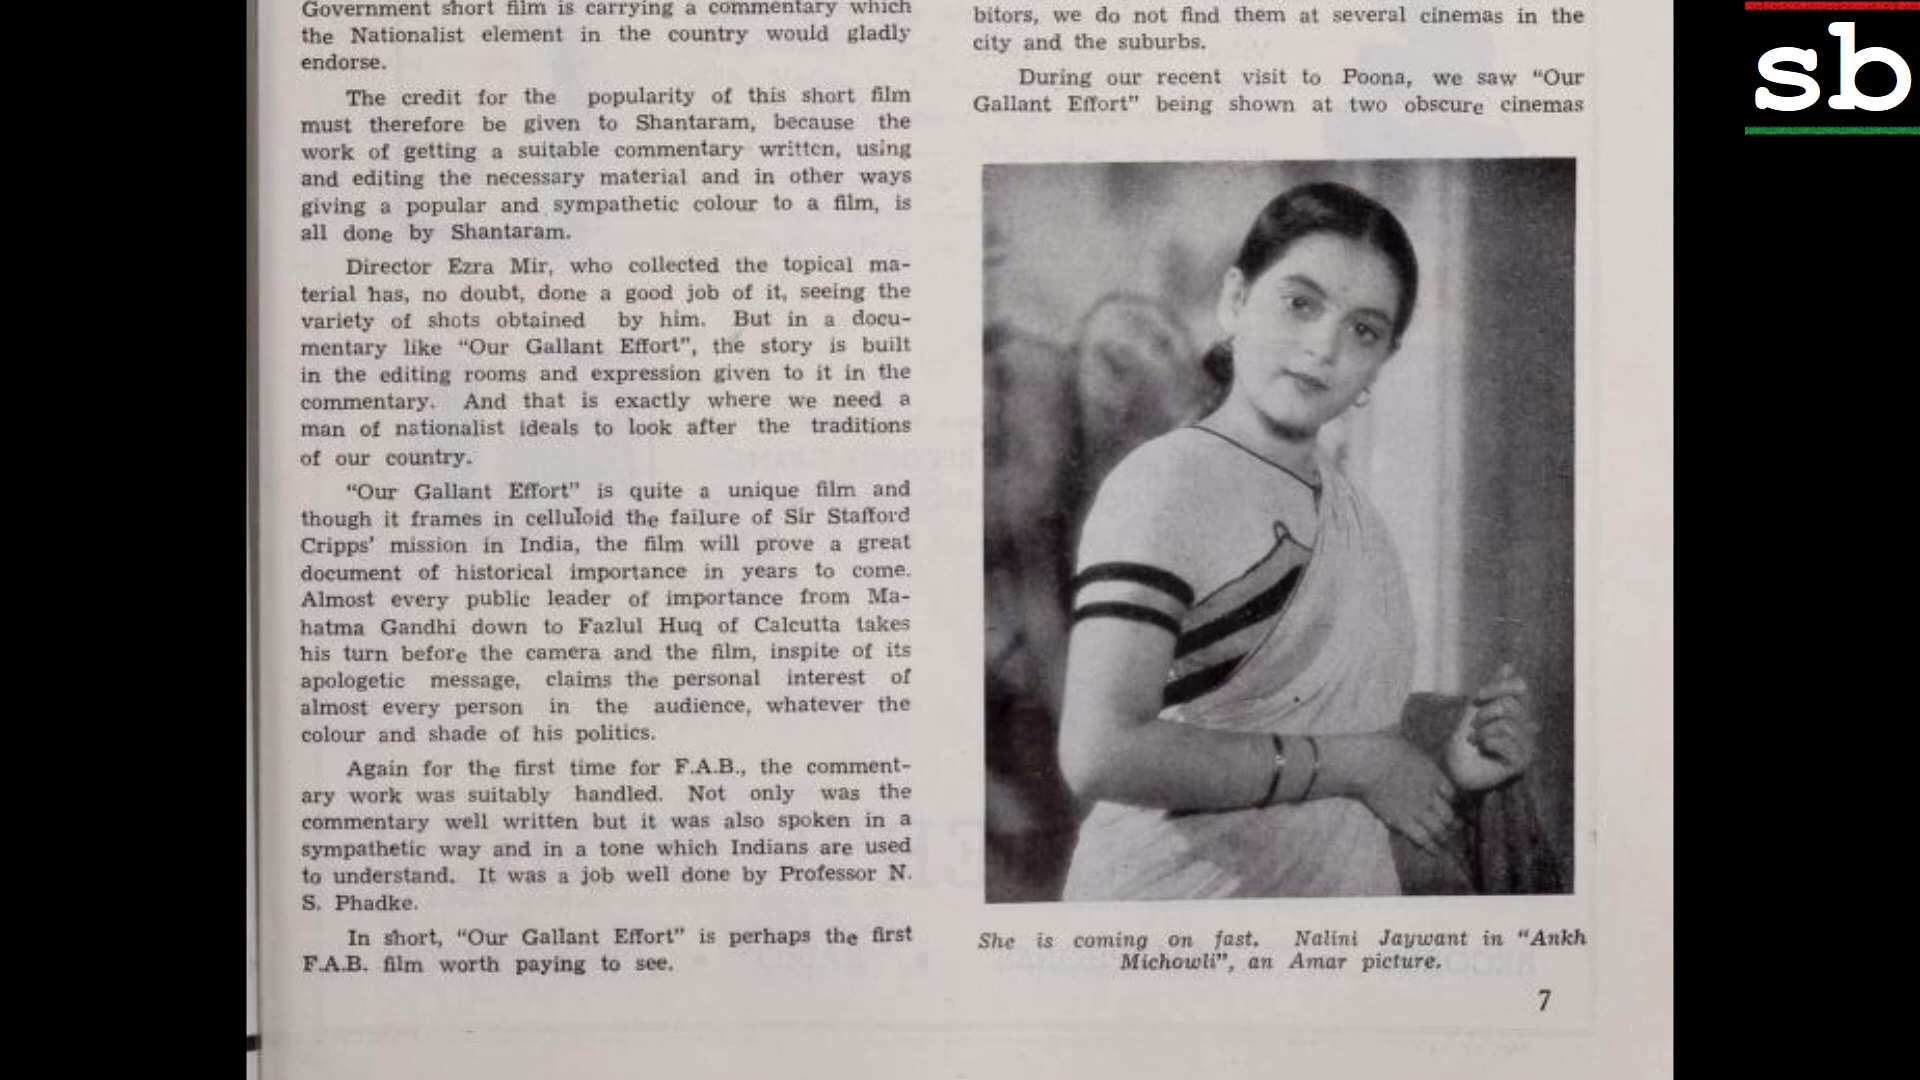 Government short film is carrying a commentary which
the Nationalist element in the country would gladly
endorse.
The credit for the popularity of this short film
must therefore be given to Shantaram, because the
work of getting a suitable commentary written, using
and editing the necessary material and in other ways
giving a popular and sympathetic colour to a film, is
all done by Shantaram.
Director Ezra Mir, who collected the topical ma-
terial has, no doubt, done a good job of it, seeing the
variety of shots obtained by him. But in a docu-
mentary like “Our Gallant Effort”, the story is built
in the editing rooms and expression given to it in the
commentary. And that is exactly where we need a
man of nationalist ideals to look after the traditions
of our country.
“Our Gallant Effort” is quite a unique film and
though it frames in celluloid the failure of Sir Stafford
Cripps’ mission in India, the film will prove a great
document of historical importance in years to come.
Almost every public leader of importance from Ma-
hatma Gandhi down to Fazlul Huq of Calcutta takes
his turn before the camera and the film, inspite of its
apologetic message, claims the personal interest of
almost every person in the audience, whatever the
colour and shade of his politics.
Again for the first time for F.A.B., the comment-
ary work was suitably handled. Not only was the
commentary well written but it was also spoken in a
sympathetic way and in a tone which Indians are used
to understand. It was a job well done by Professor N.
S. Phadke.
In short, “Our Gallant Effort” is perhaps the first
F.A.B. film worth paying to see.
bitors, we do not find them at several cinemas in the
city and the suburbs.
During our recent visit to Poona, we saw “Our
Gallant Effort” being shown at two obscure cinemas
She is coming on fast. Nalini Jaywant in “Ankh
Michowli”, an Amar picture.
7
sb